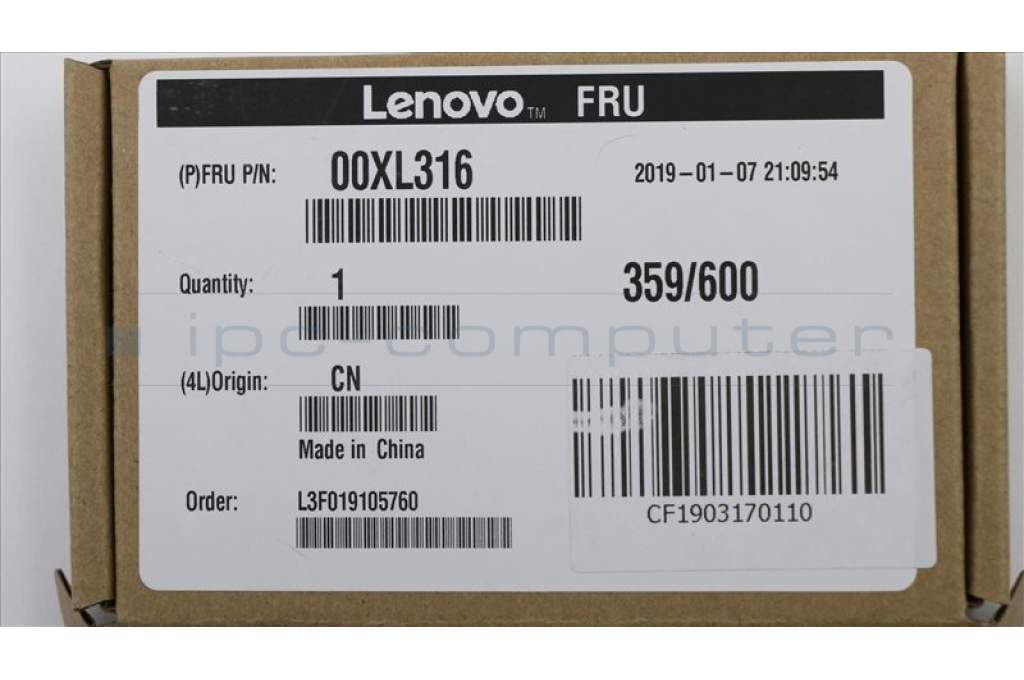 Lenovo™ FRU
(P)FRU P/N: 00XL316 2019-01-07 21:09:54
Quantity: 1 359/600
ipc-computer
(4L)Origin: CN
Made in China
Order: L3F019105760
CF1903170110